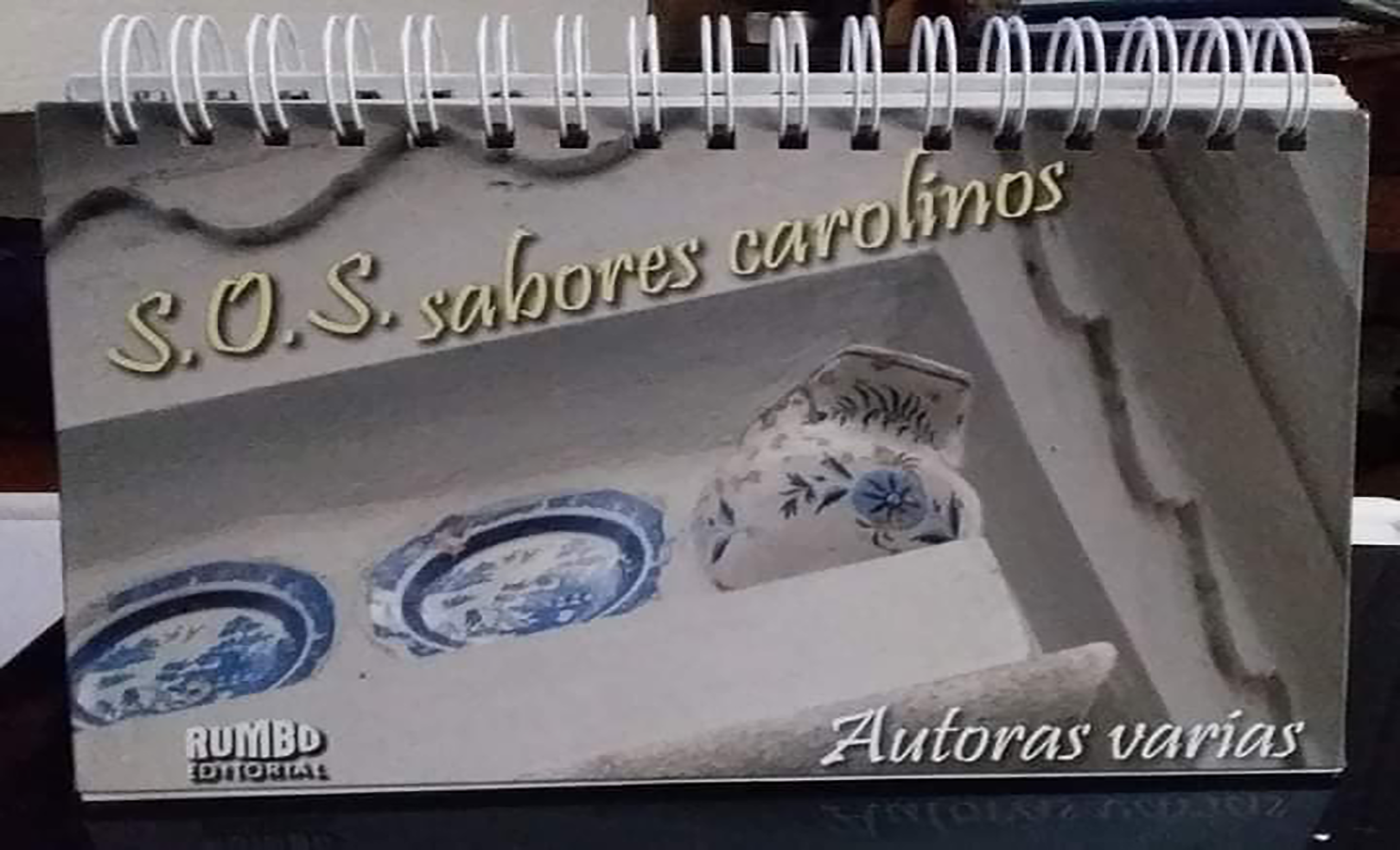 S.O.S. sabores carolinos
RUMBO
EDITORIAL
Autoras varias